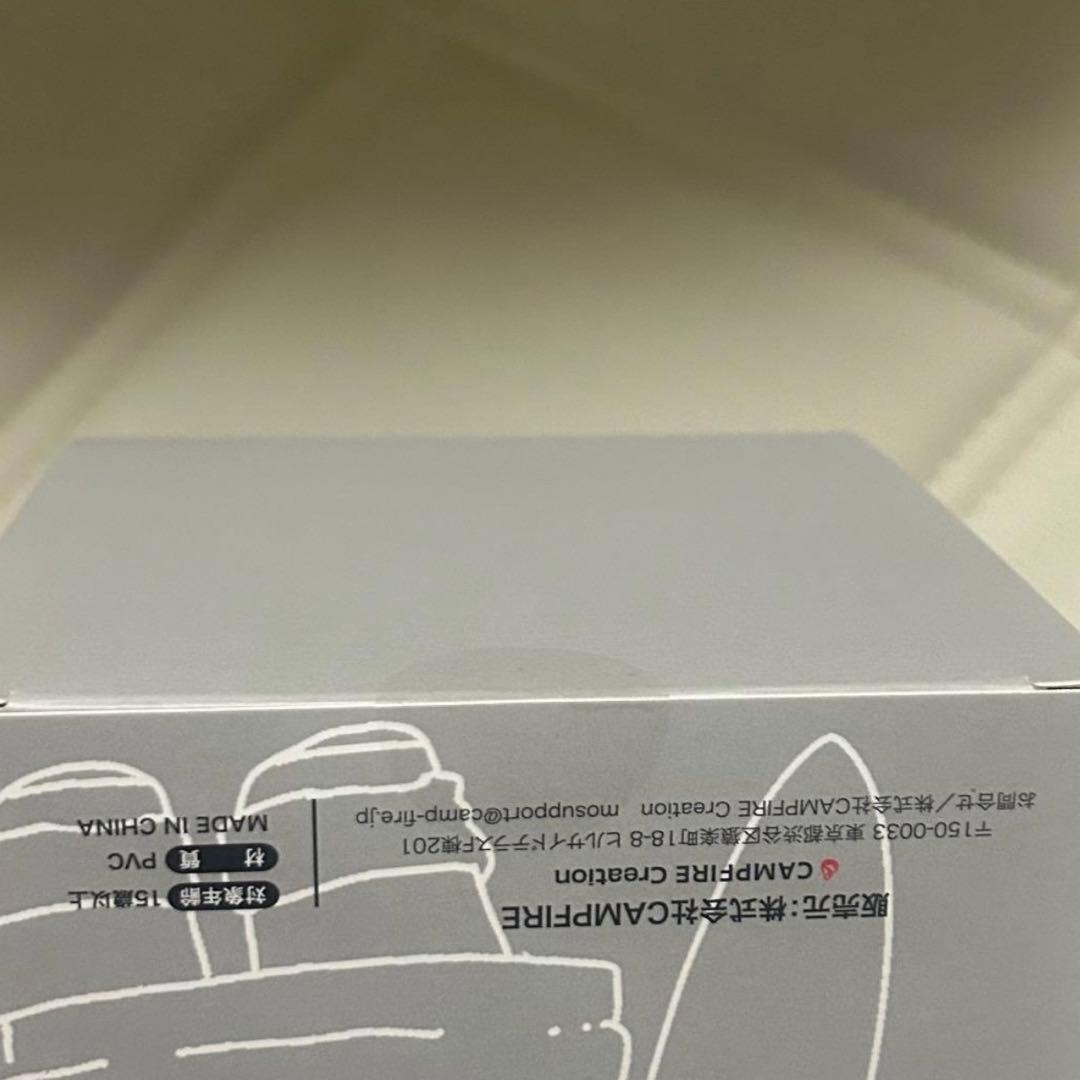 販売元：株式会社CAMPFIRE
CAMPFIRE Creation
〒150-0033 東京都渋谷区猿楽町18-8 ヒルサイドテラスF棟201
お問合せ／株式会社CAMPFIRE Creation mosupport@camp-fire.jp
対象年齢 15歳以上
材質 PVC
MADE IN CHINA